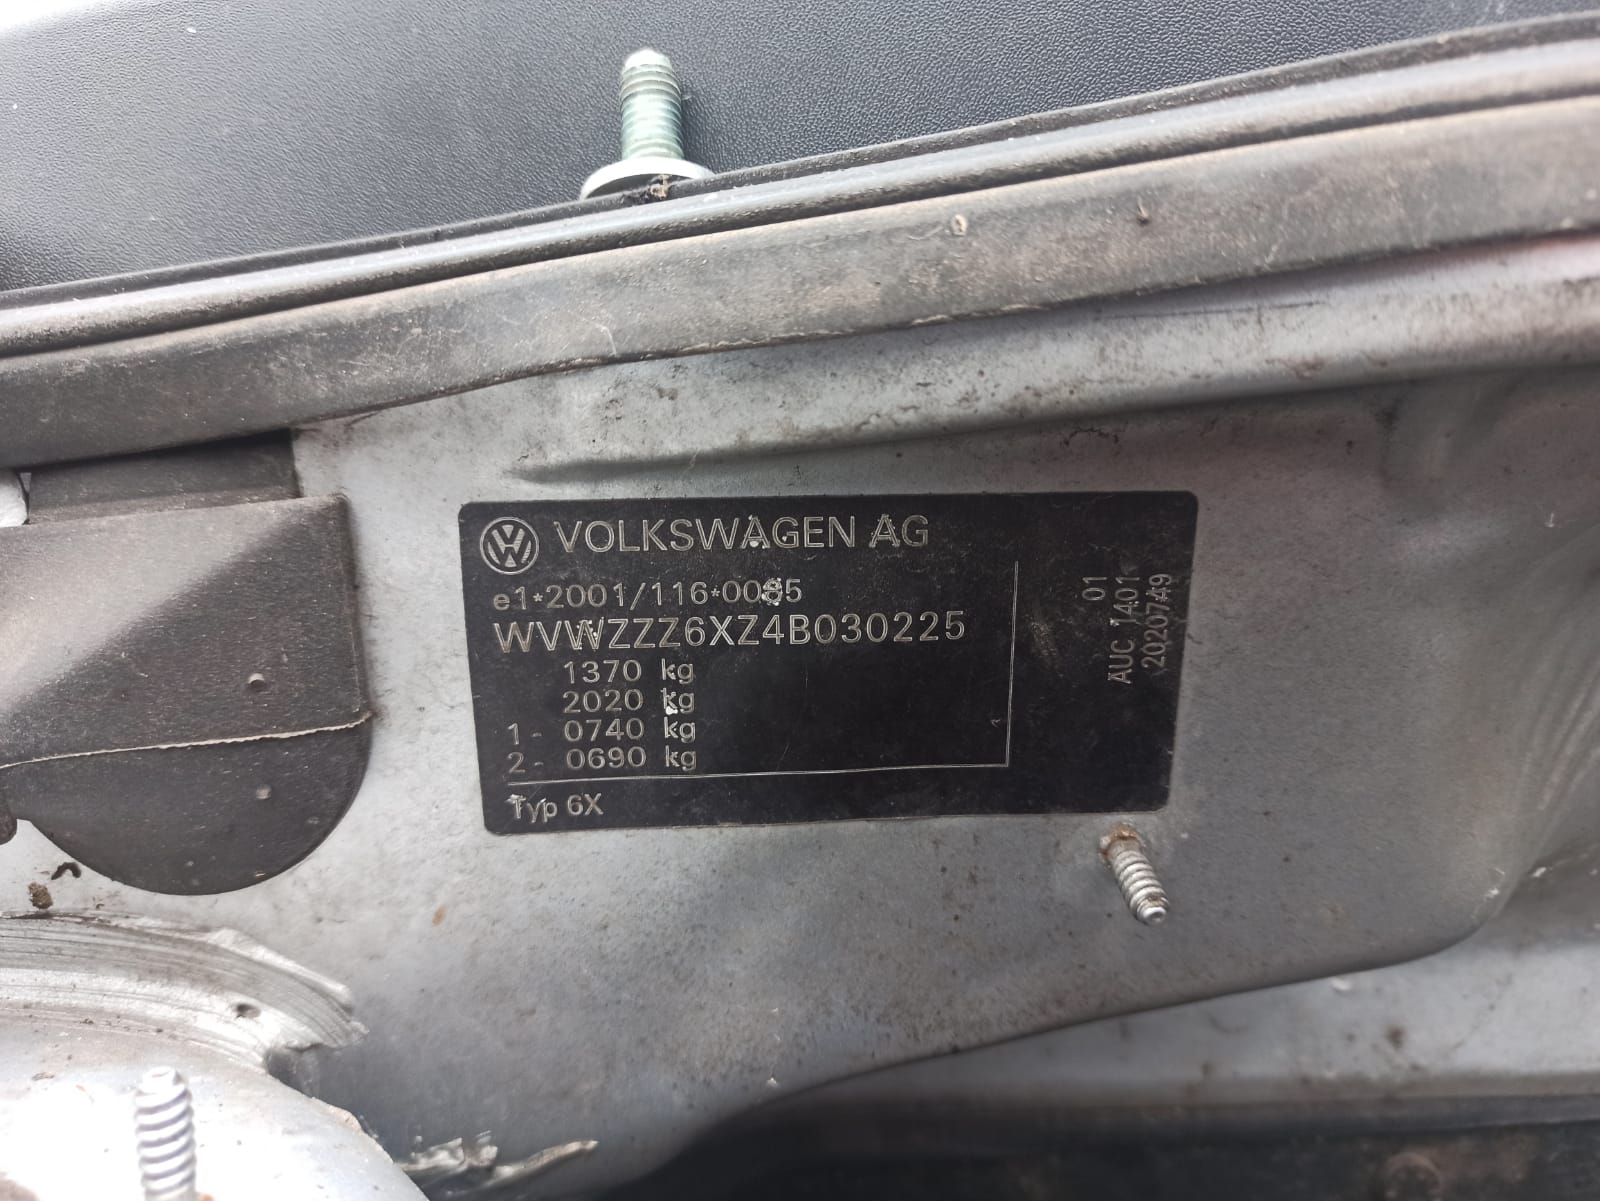 VOLKSWAGEN AG
e1*2001/116*0085
WVWZZZ6XZ4B030225
1370 kg
2020 kg
1- 0740 kg
2- 0690 kg
Typ 6X
01
AUC 1401
2020749